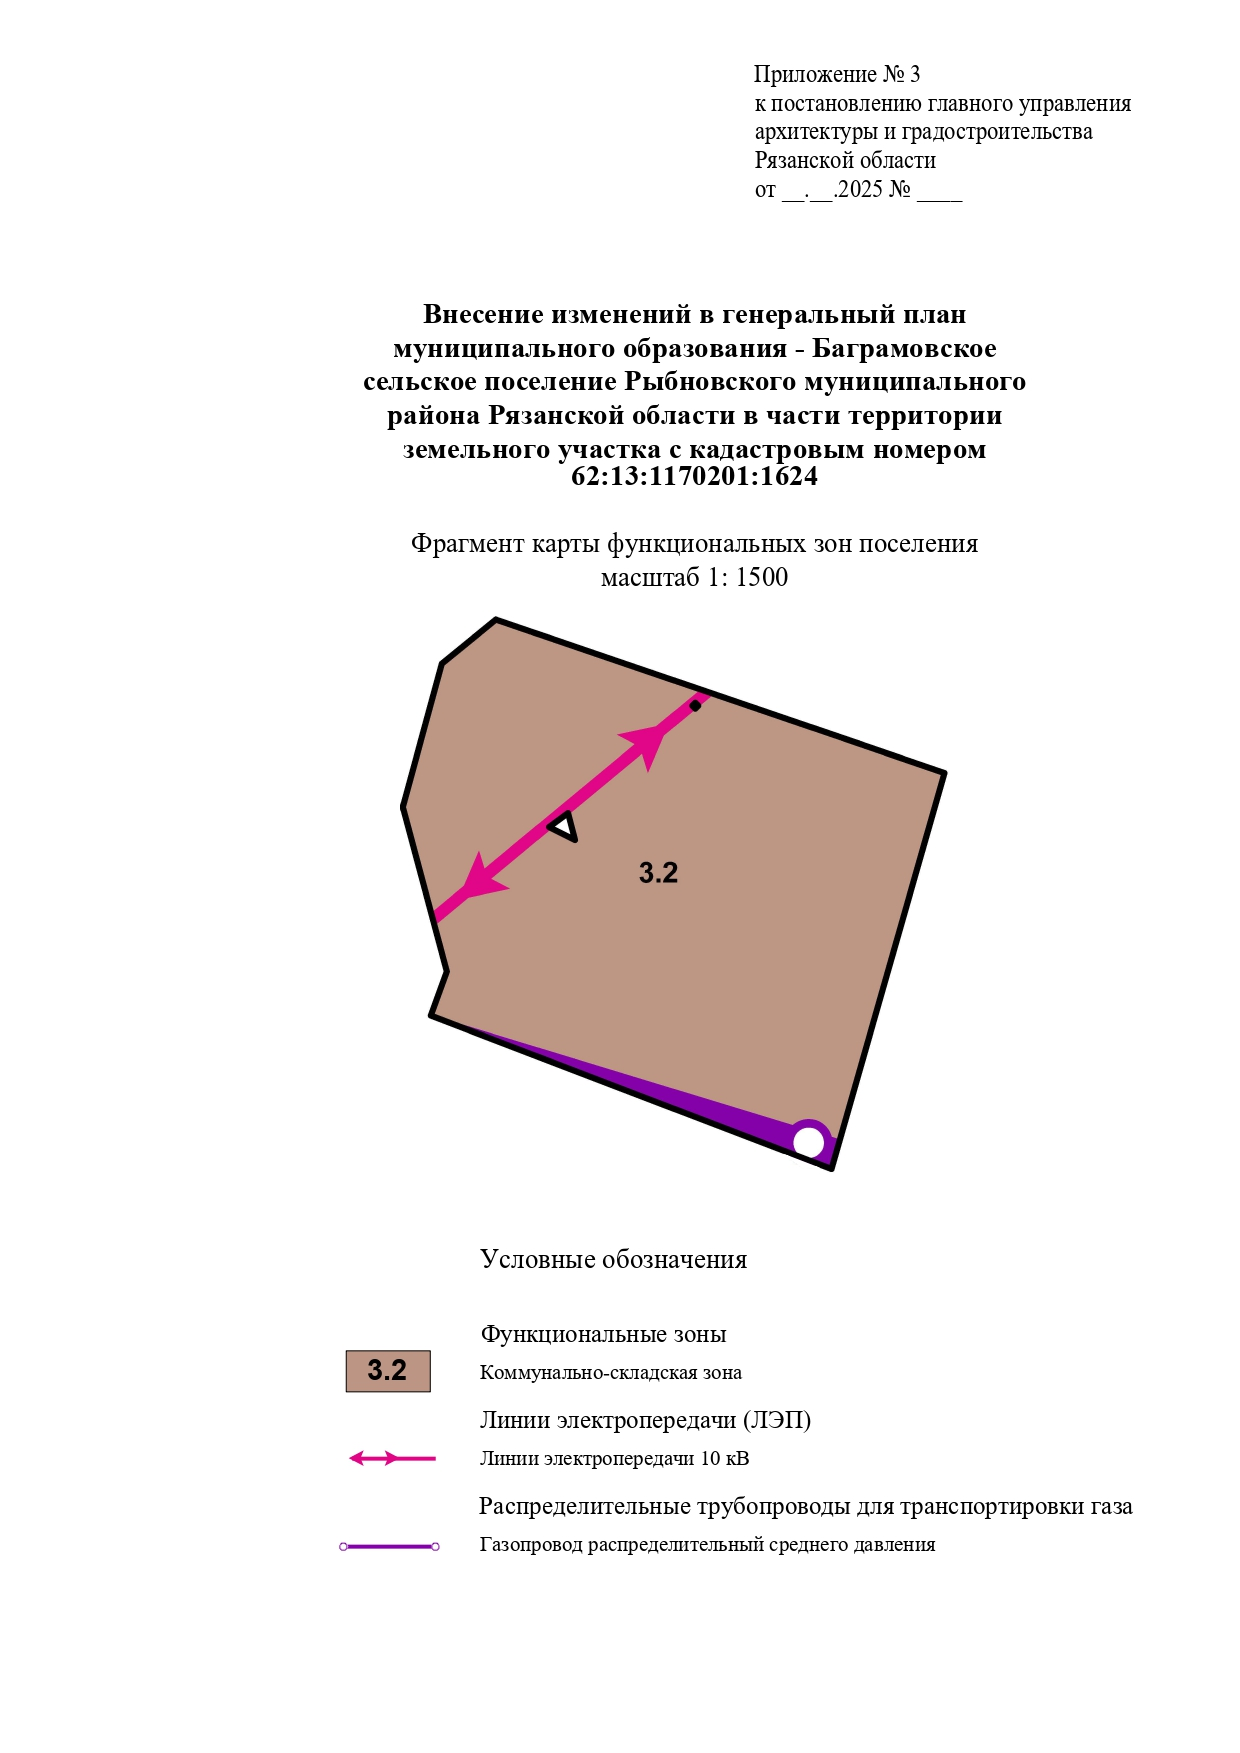 Приложение № 3
к постановлению главного управления
архитектуры и градостроительства
Рязанской области
от __.__.2025 № ____
Внесение изменений в генеральный план
муниципального образования - Баграмовское
сельское поселение Рыбновского муниципального
района Рязанской области в части территории
земельного участка с кадастровым номером
62:13:1170201:1624
Фрагмент карты функциональных зон поселения
масштаб 1: 1500
3.2
Условные обозначения
Функциональные зоны
3.2
Коммунально-складская зона
Линии электропередачи (ЛЭП)
Линии электропередачи 10 кВ
Распределительные трубопроводы для транспортировки газа
Газопровод распределительный среднего давления